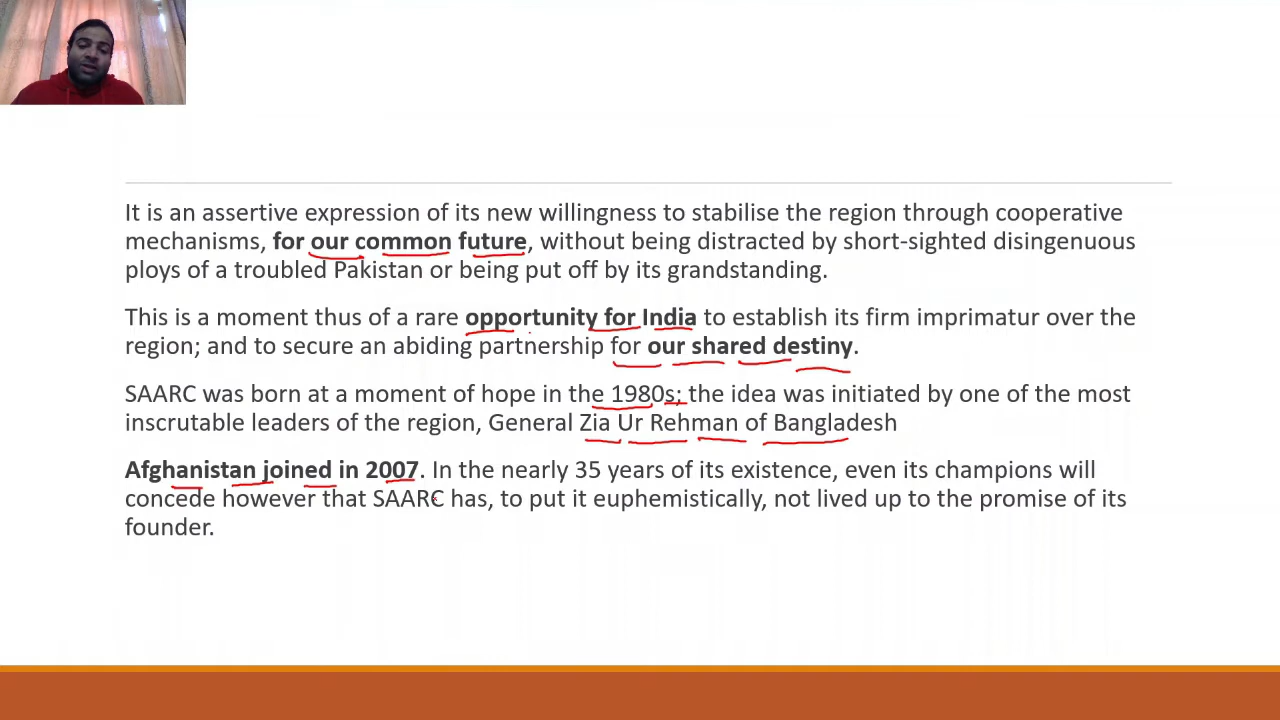 It is an assertive expression of its new willingness to stabilise the region through cooperative
mechanisms, for our common future, without being distracted by short-sighted disingenuous
ploys of a troubled Pakistan or being put off by its grandstanding.
This is a moment thus of a rare opportunity for India to establish its firm imprimatur over the
region; and to secure an abiding partnership for our shared destiny.
SAARC was born at a moment of hope in the 1980s; the idea was initiated by one of the most
inscrutable leaders of the region, General Zia Ur Rehman of Bangladesh
Afghanistan joined in 2007. In the nearly 35 years of its existence, even its champions will
concede however that SAARC has, to put it euphemistically, not lived up to the promise of its
founder.